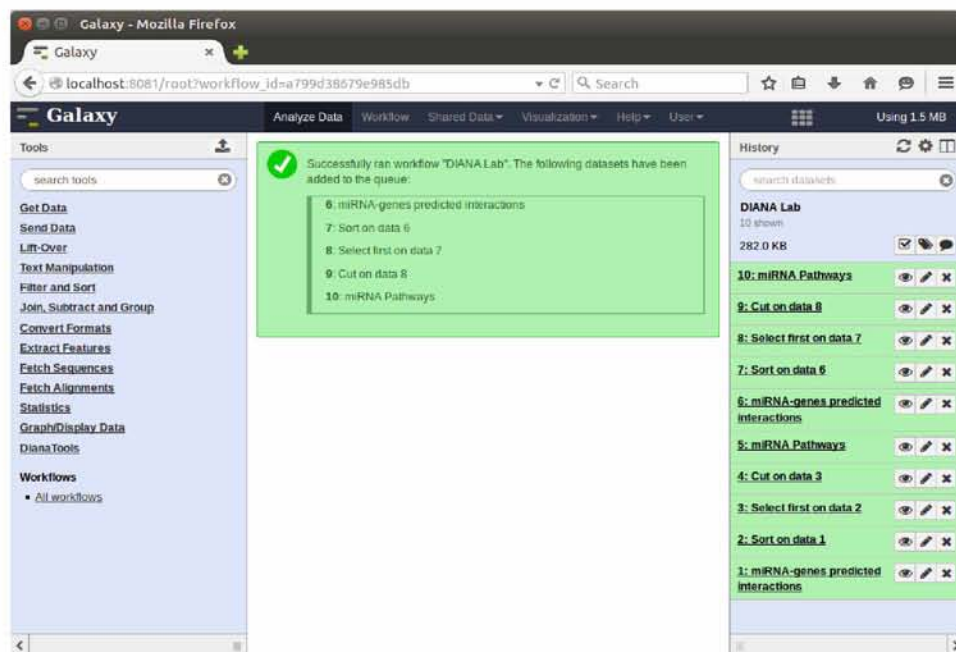 Galaxy - Mozilla Firefox
Galaxy
localhost:8081/root?workflow_id=a799d38679e985db
Search
Galaxy
Analyze Data
Workflow
Shared Data
Visualization
Help
User
Using 1.5 MB
Tools
search tools
Get Data
Send Data
Lift-Over
Text Manipulation
Filter and Sort
Join, Subtract and Group
Convert Formats
Extract Features
Fetch Sequences
Fetch Alignments
Statistics
Graph/Display Data
DianaTools
Workflows
All workflows
Successfully ran workflow "DIANA Lab". The following datasets have been
added to the queue:
6: miRNA-genes predicted interactions
7: Sort on data 6
8: Select first on data 7
9: Cut on data 8
10: miRNA Pathways
History
search datasets
DIANA Lab
10 shown
282.0 KB
10: miRNA Pathways
9: Cut on data 8
8: Select first on data 7
7: Sort on data 6
6: miRNA-genes predicted
interactions
5: miRNA Pathways
4: Cut on data 3
3: Select first on data 2
2: Sort on data 1
1: miRNA-genes predicted
interactions